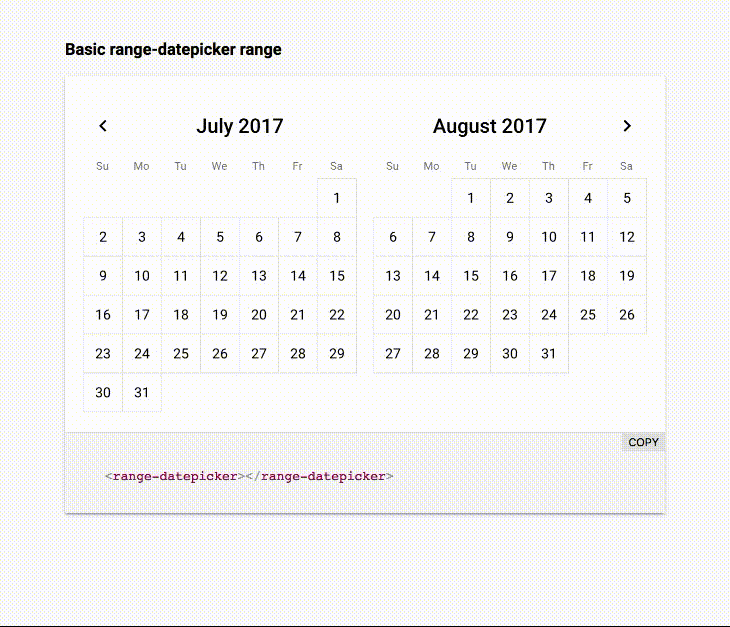 Basic range-datepicker range
July 2017 August 2017
Su Mo Tu We Th Fr Sa Su Mo Tu We Th Fr Sa
1 1 2 3 4 5
2 3 4 5 6 7 8 6 7 8 9 10 11 12
9 10 11 12 13 14 15 13 14 15 16 17 18 19
16 17 18 19 20 21 22 20 21 22 23 24 25 26
23 24 25 26 27 28 29 27 28 29 30 31
30 31
COPY
<range-datepicker></range-datepicker>